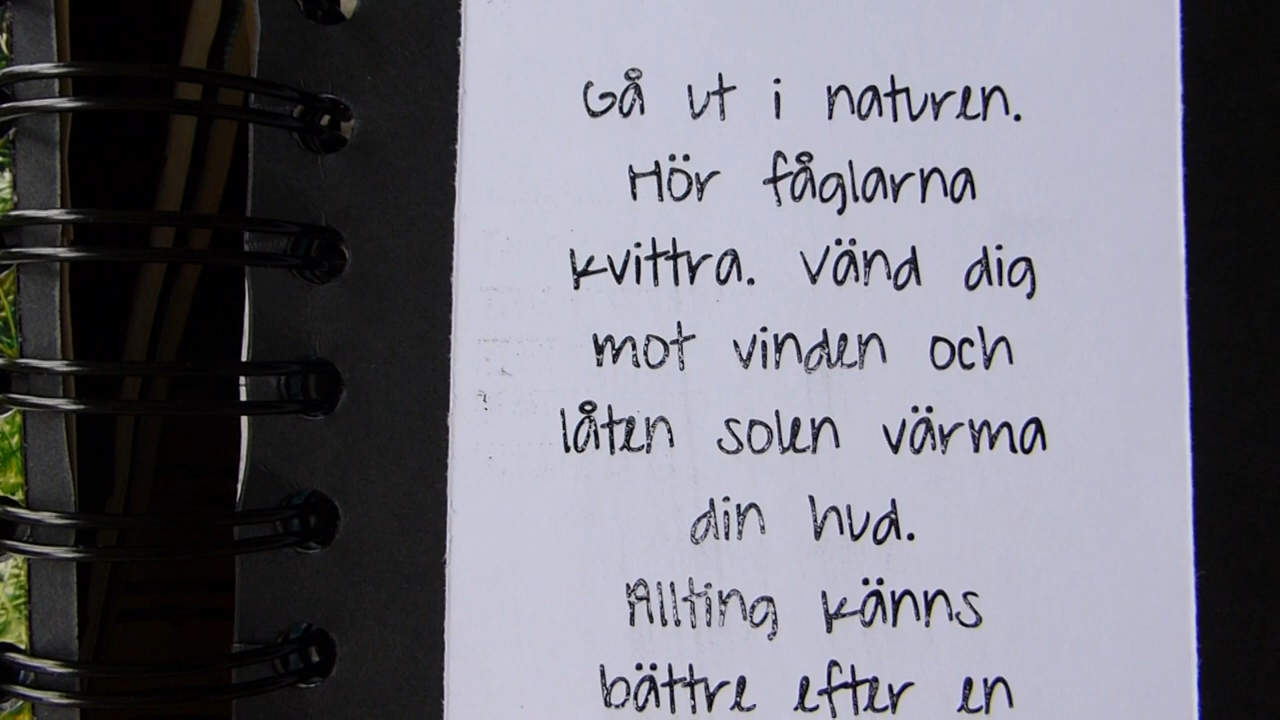 Gå ut i naturen.
Hör fåglarna
kvittra. Vänd dig
mot vinden och
låten solen värma
din hud.
Allting känns
bättre efter en